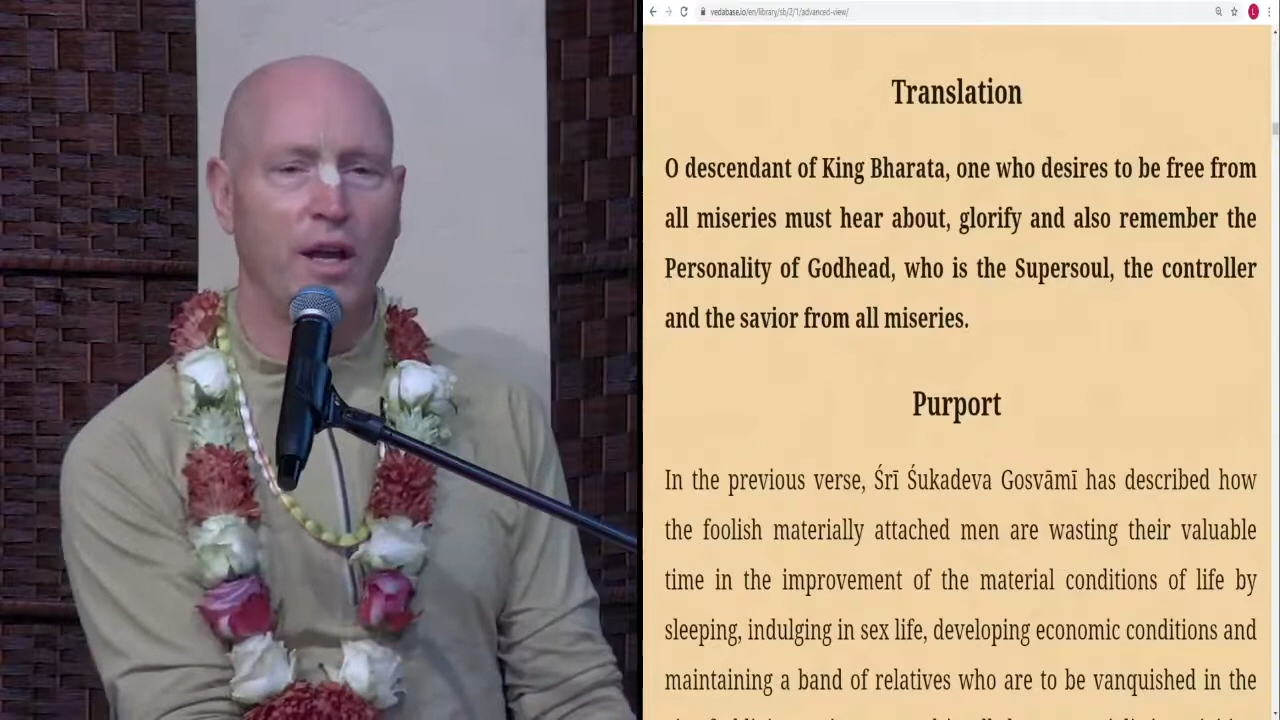 vedabase.io/en/library/sb/2/1/advanced-view/
L
Translation
O descendant of King Bharata, one who desires to be free from
all miseries must hear about, glorify and also remember the
Personality of Godhead, who is the Supersoul, the controller
and the savior from all miseries.
Purport
In the previous verse, Śrī Śukadeva Gosvāmī has described how
the foolish materially attached men are wasting their valuable
time in the improvement of the material conditions of life by
sleeping, indulging in sex life, developing economic conditions and
maintaining a band of relatives who are to be vanquished in the